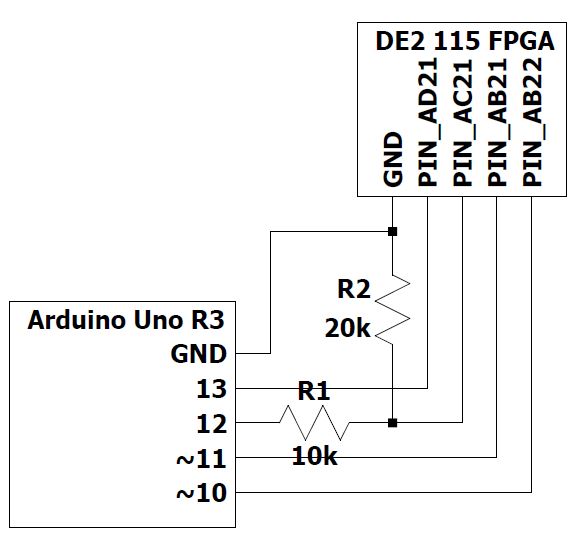 DE2 115 FPGA
GND
PIN_AD21
PIN_AC21
PIN_AB21
PIN_AB22
R2
20k
Arduino Uno R3
GND
13
R1
12
10k
~11
~10